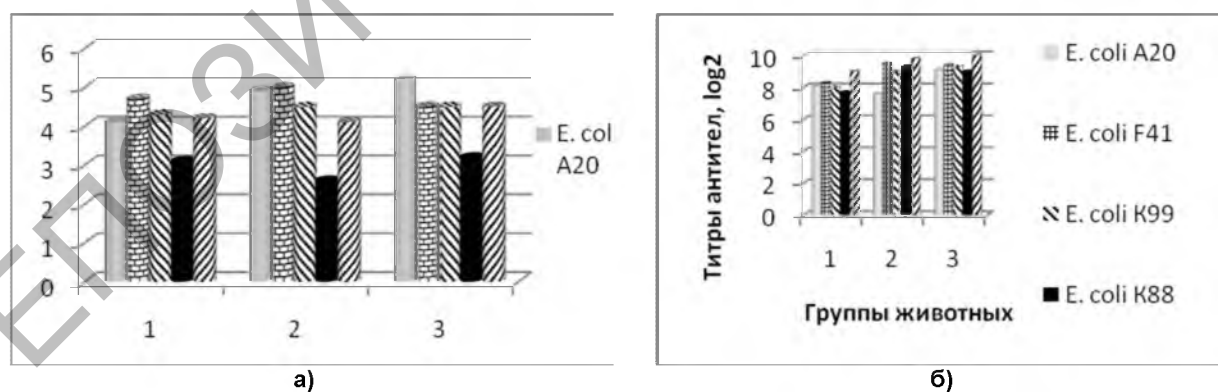 ЕПОЗИ
6
5
4
3
2
1
0
1 2 3
E. col
A20
а)
Титры антител, log2
10
8
6
4
2
0
1 2 3
Группы животных
E. coli A20
E. coli F41
E. coli K99
E. coli K88
б)